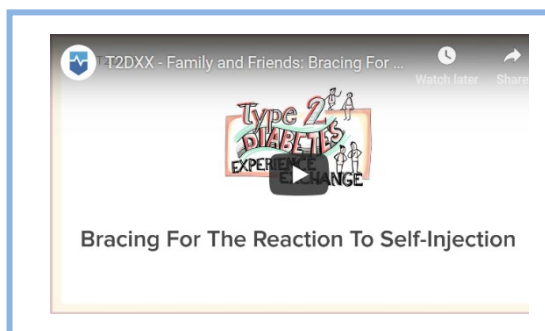 T2DXX - Family and Friends: Bracing For ...
Watch later
Share
Type 2
DIABETES
EXPERIENCE
EXCHANGE
Bracing For The Reaction To Self-Injection